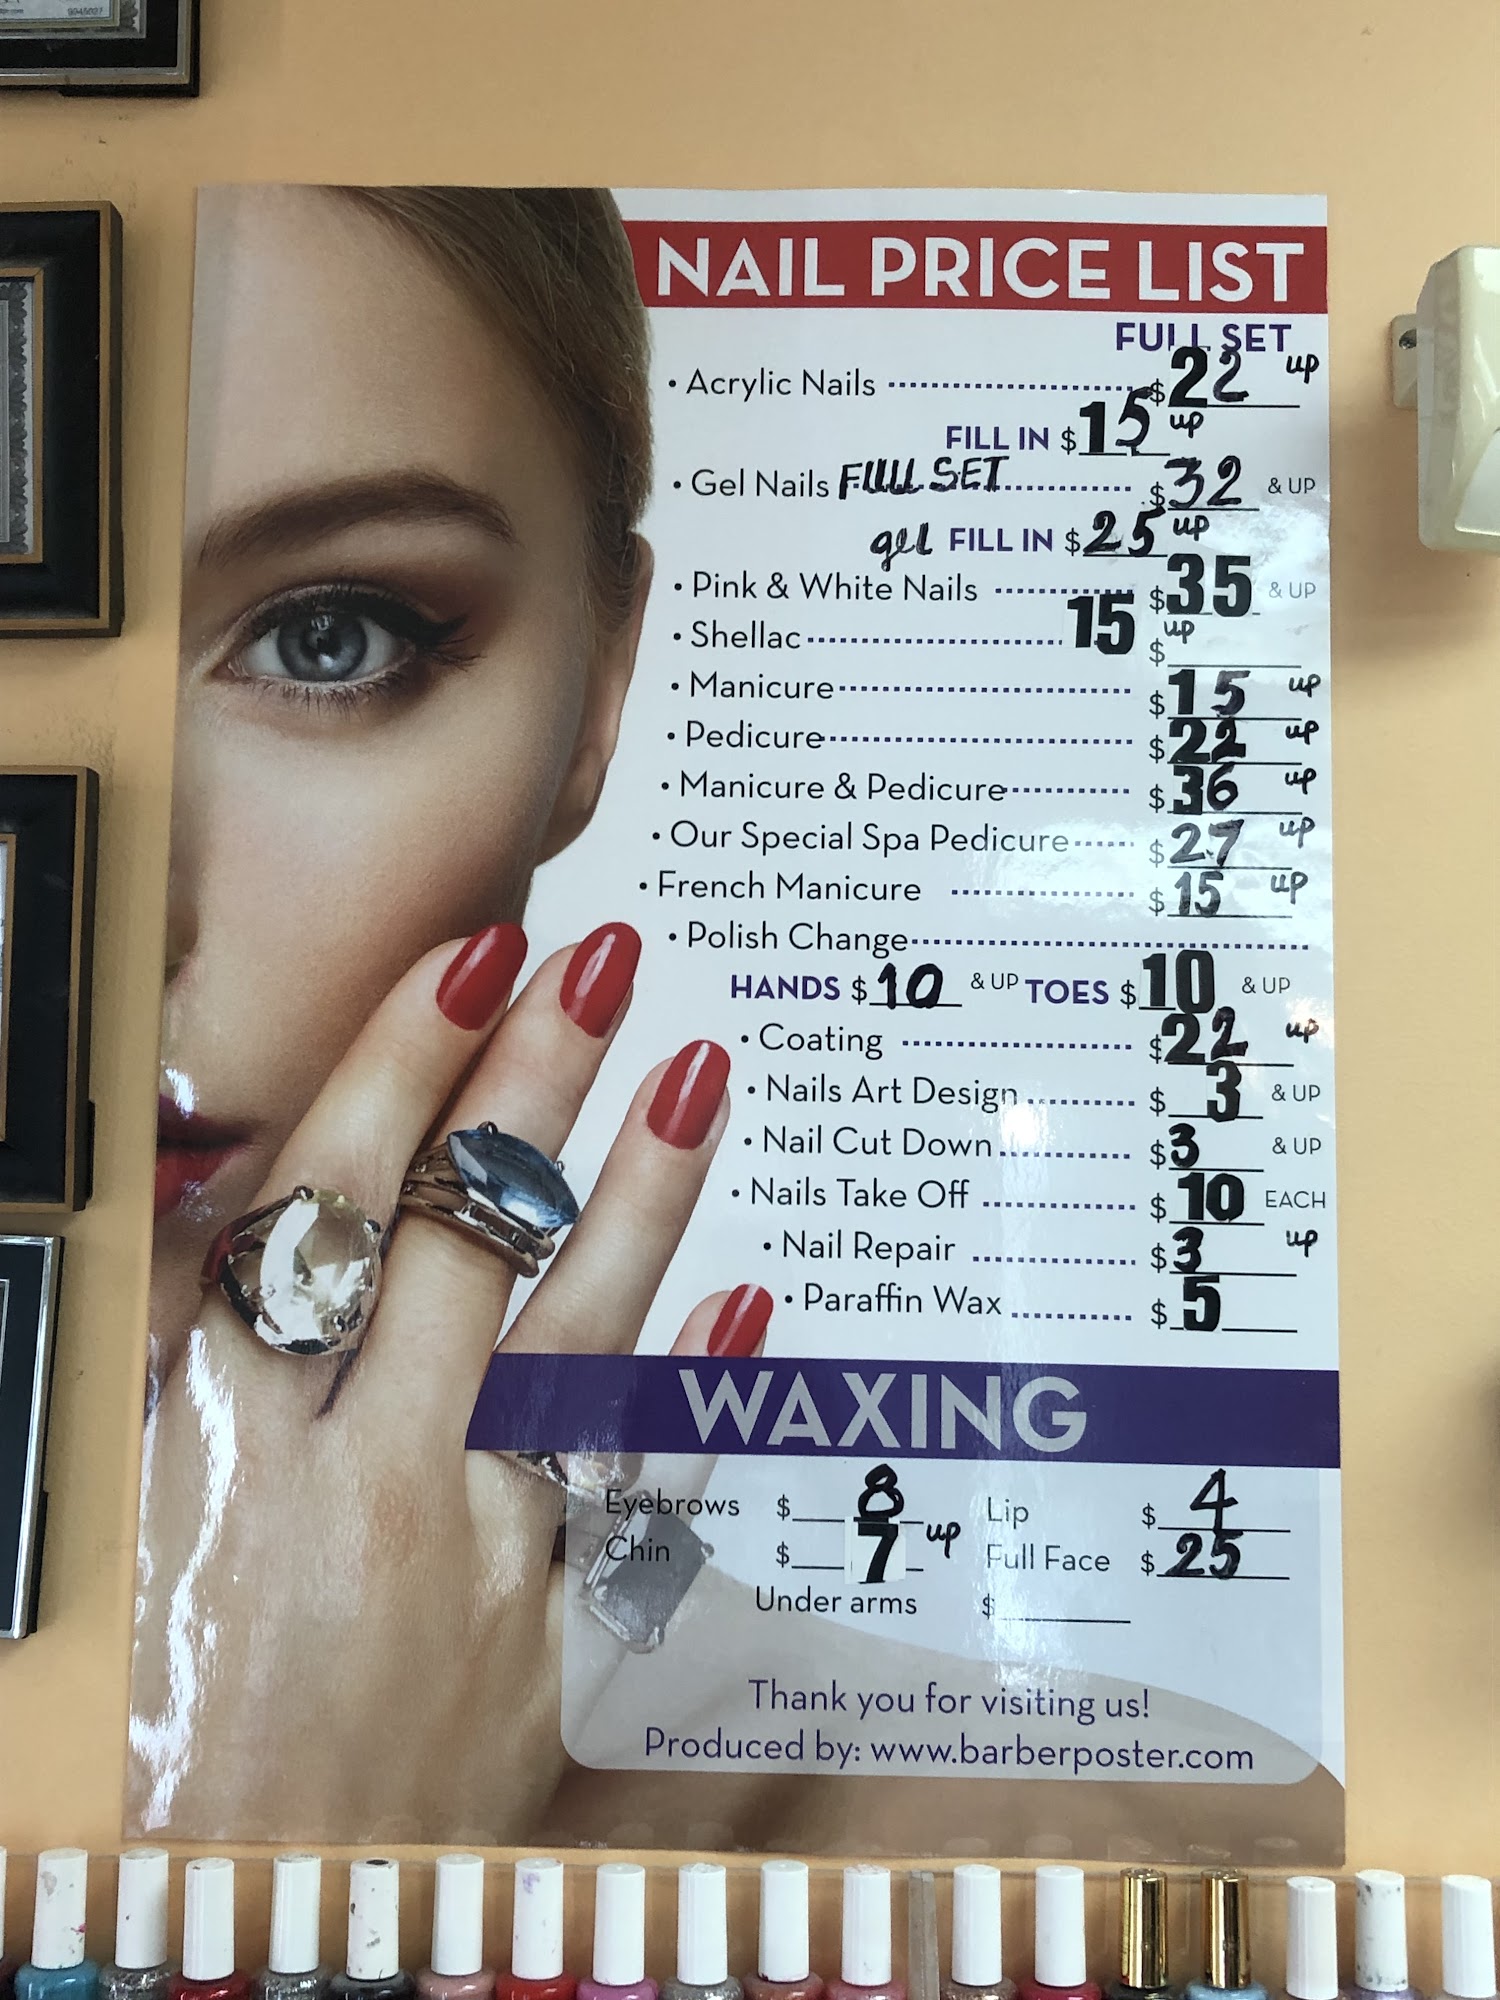 9945027
NAIL PRICE LIST
FULL SET
• Acrylic Nails $22 up
FILL IN $15 up
• Gel Nails FULL SET $32 & UP
gel FILL IN $25 up
• Pink & White Nails $35 & UP
• Shellac 15 $ up
• Manicure $15 up
• Pedicure $22 up
• Manicure & Pedicure $36 up
• Our Special Spa Pedicure $27 up
• French Manicure $15 up
• Polish Change
HANDS $10 & UP TOES $10 & UP
• Coating $22 up
• Nails Art Design $3 & UP
• Nail Cut Down $3 & UP
• Nails Take Off $10 EACH
• Nail Repair $3 up
• Paraffin Wax $5
WAXING
Eyebrows $8 Lip $4
Chin $7 up Full Face $25
Under arms $
Thank you for visiting us!
Produced by: www.barberposter.com